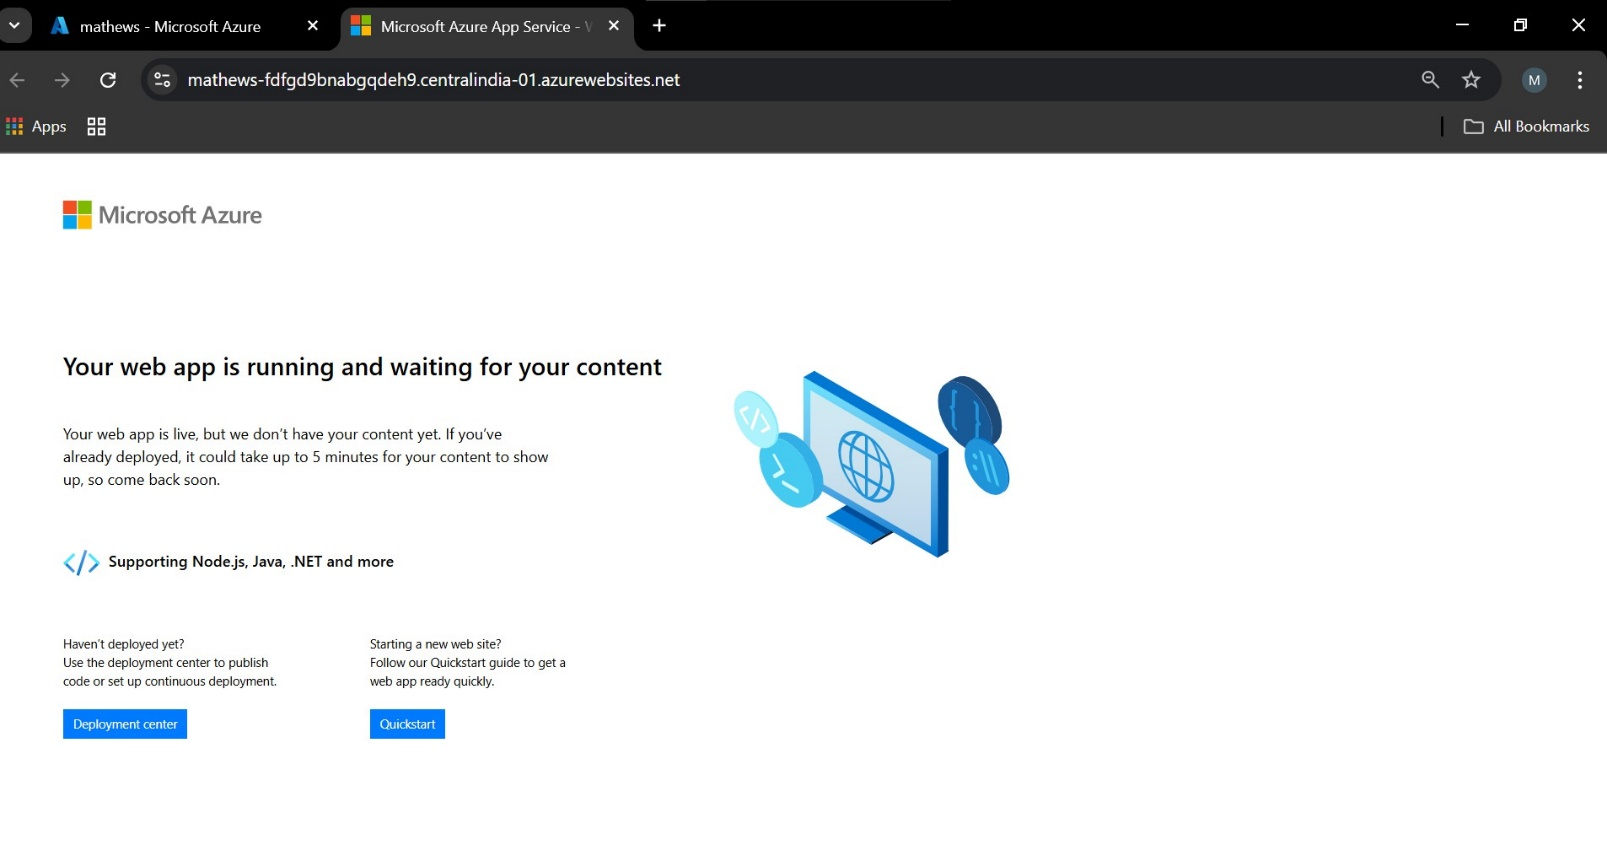 mathews - Microsoft Azure
Microsoft Azure App Service -
mathews-fdfgd9bnabgqdeh9.centralindia-01.azurewebsites.net
M
Apps
All Bookmarks
Microsoft Azure
Your web app is running and waiting for your content
Your web app is live, but we don’t have your content yet. If you’ve
already deployed, it could take up to 5 minutes for your content to show
up, so come back soon.
</> Supporting Node.js, Java, .NET and more
Haven’t deployed yet?
Use the deployment center to publish
code or set up continuous deployment.
Deployment center
Starting a new web site?
Follow our Quickstart guide to get a
web app ready quickly.
Quickstart